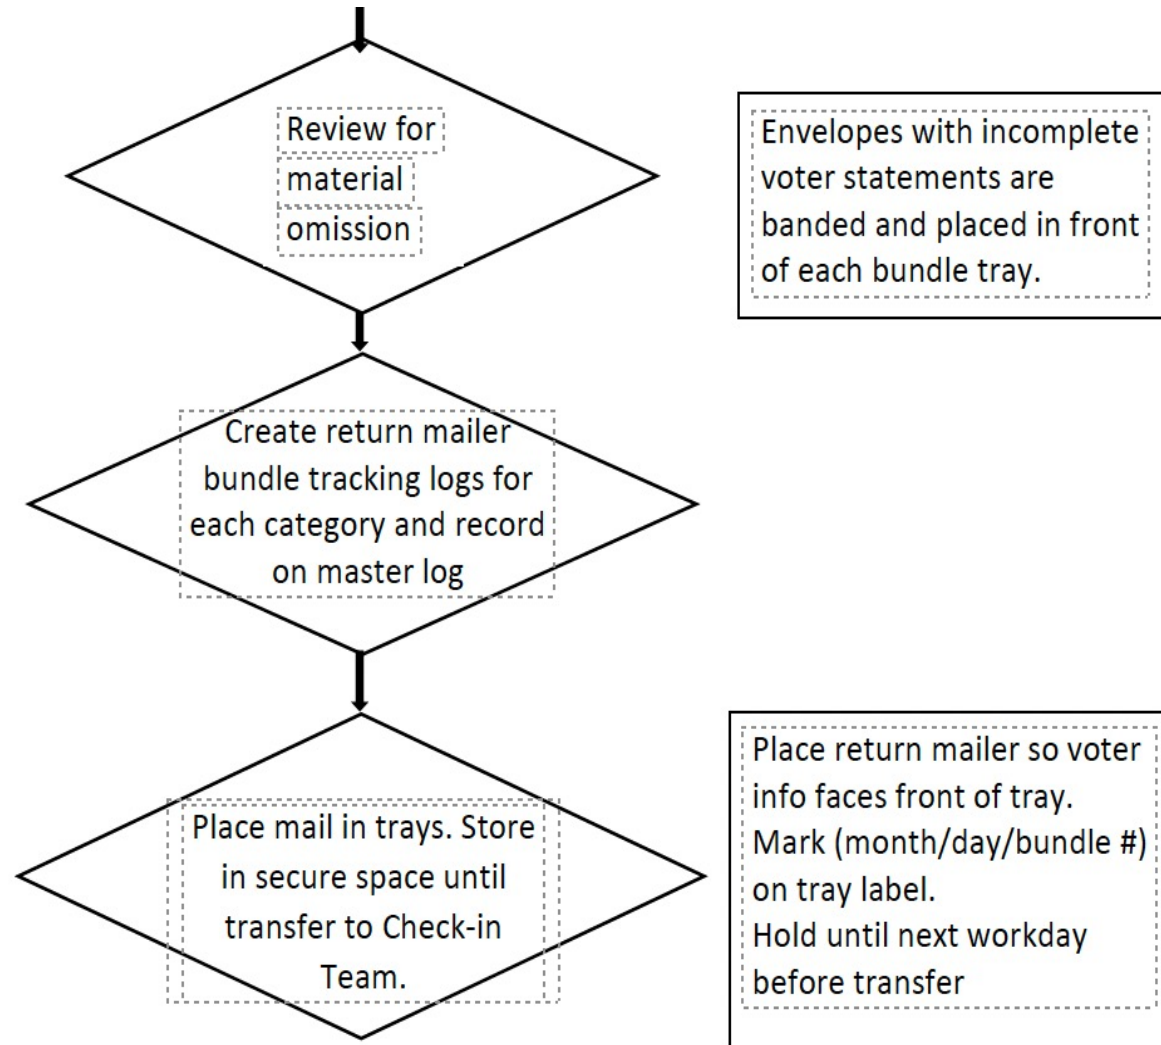 Review for
material
omission
Envelopes with incomplete
voter statements are
banded and placed in front
of each bundle tray.
Create return mailer
bundle tracking logs for
each category and record
on master log
Place mail in trays. Store
in secure space until
transfer to Check-in
Team.
Place return mailer so voter
info faces front of tray.
Mark (month/day/bundle #)
on tray label.
Hold until next workday
before transfer